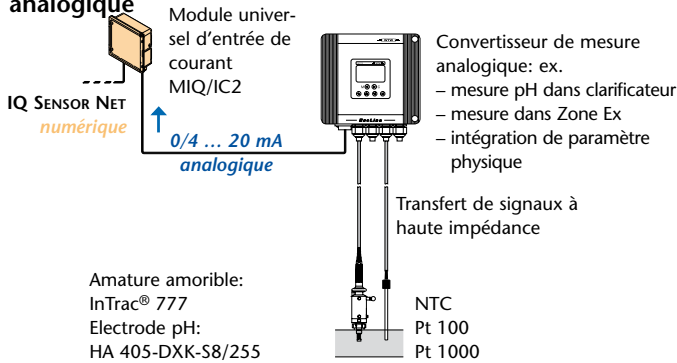 analogique
Module univer-
sel d'entrée de
courant
MIQ/IC2
IQ SENSOR NET
numérique
0/4 … 20 mA
analogique
Convertisseur de mesure
analogique: ex.
– mesure pH dans clarificateur
– mesure dans Zone Ex
– intégration de paramètre
physique
Transfert de signaux à
haute impédance
Amature amorible:
InTrac® 777
Electrode pH:
HA 405-DXK-S8/255
NTC
Pt 100
Pt 1000